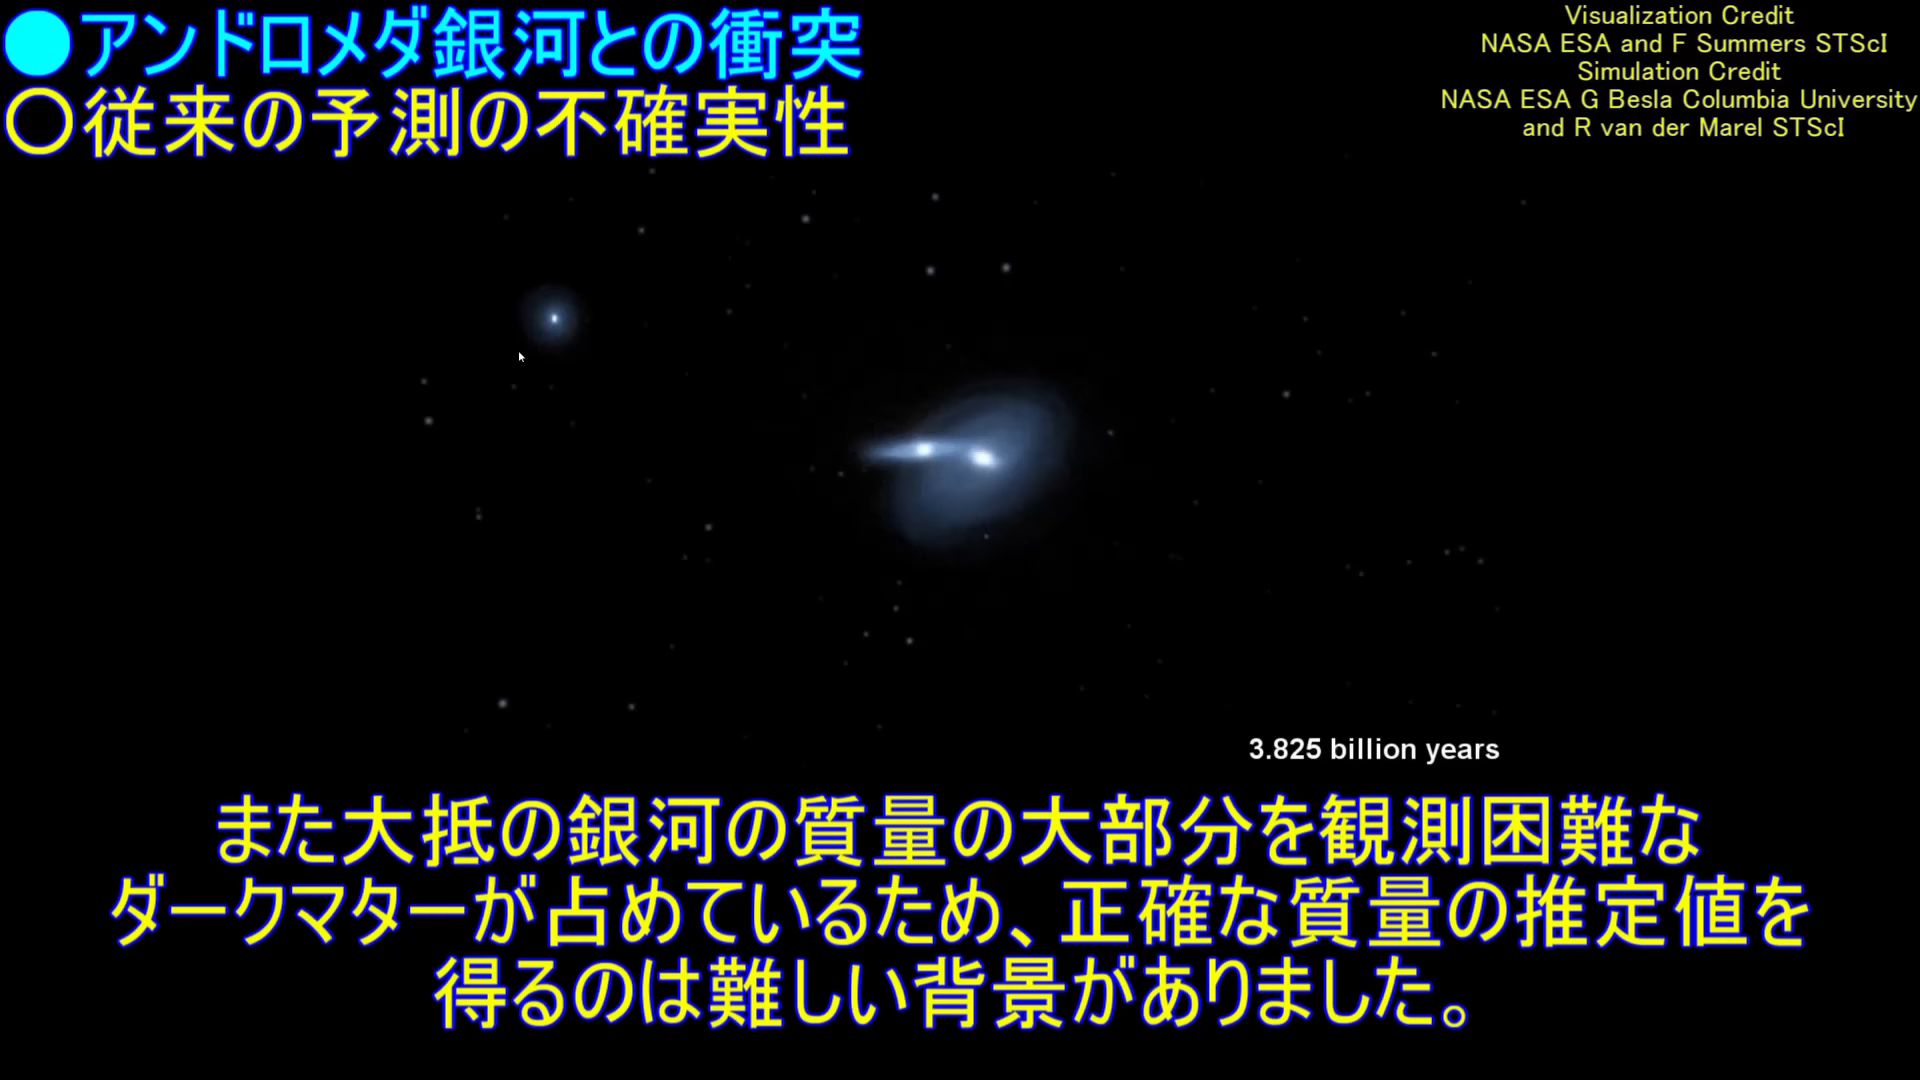 ●アンドロメダ銀河との衝突
○従来の予測の不確実性
Visualization Credit
NASA ESA and F Summers STScI
Simulation Credit
NASA ESA G Besla Columbia University
and R van der Marel STScI
3.825 billion years
また大抵の銀河の質量の大部分を観測困難な
ダークマターが占めているため、正確な質量の推定値を
得るのは難しい背景がありました。